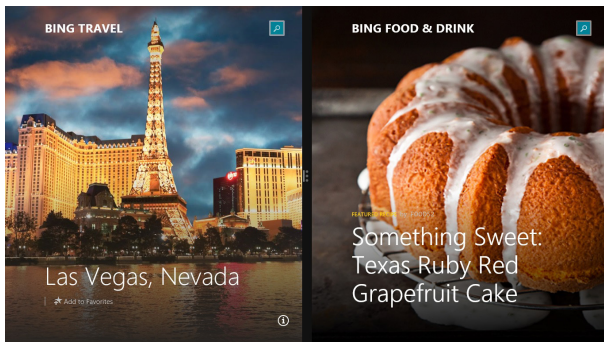 BING TRAVEL
Las Vegas, Nevada
Add to Favorites
BING FOOD & DRINK
Something Sweet:
Texas Ruby Red
Grapefruit Cake